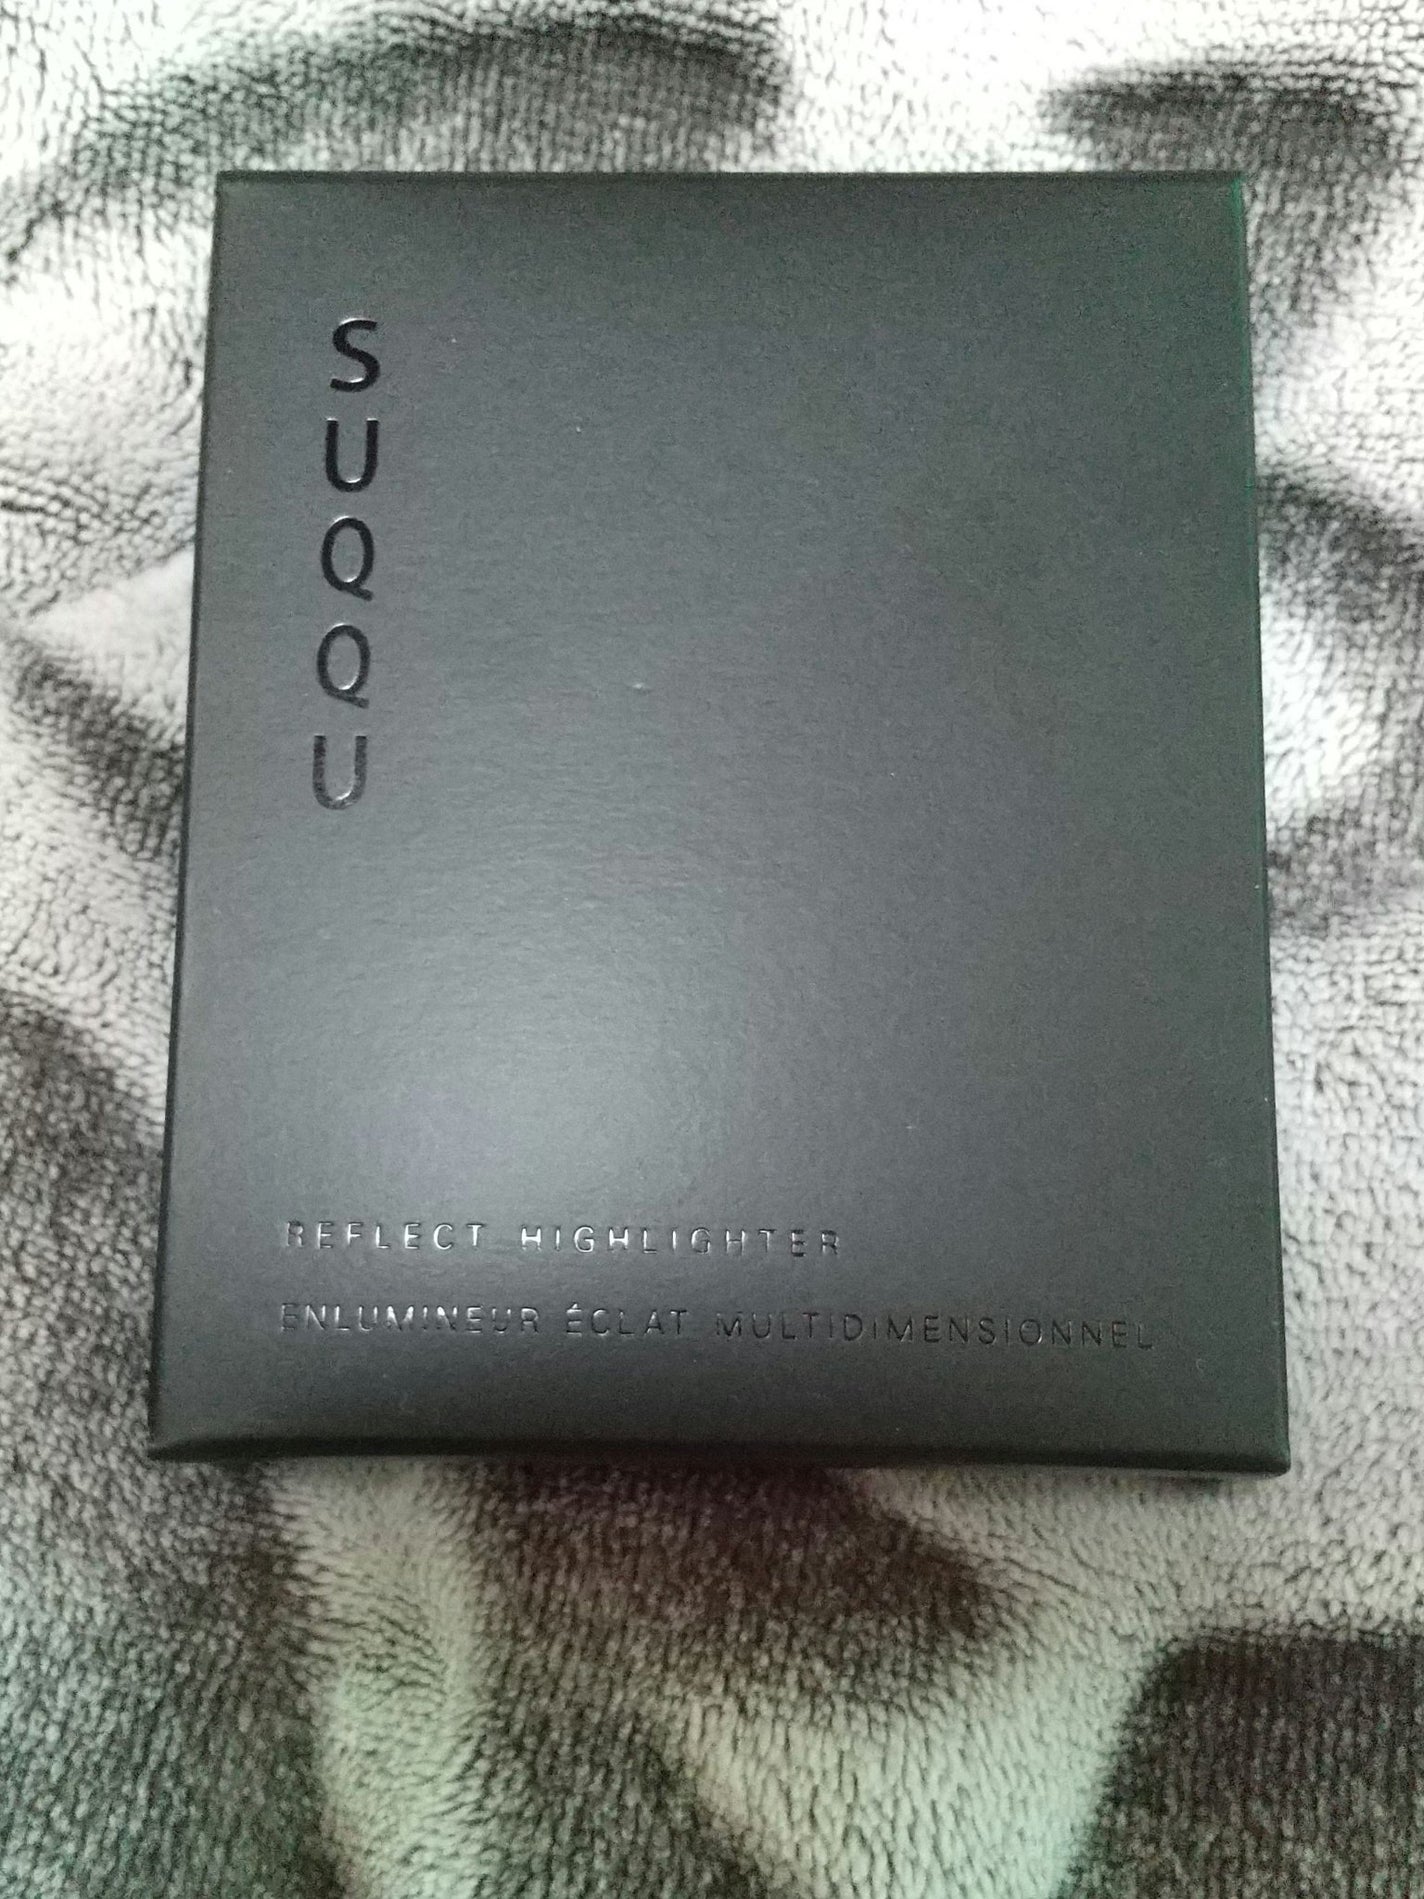 SUQQU
REFLECT HIGHLIGHTER
ENLUMINEUR ÉCLAT MULTIDIMENSIONNEL